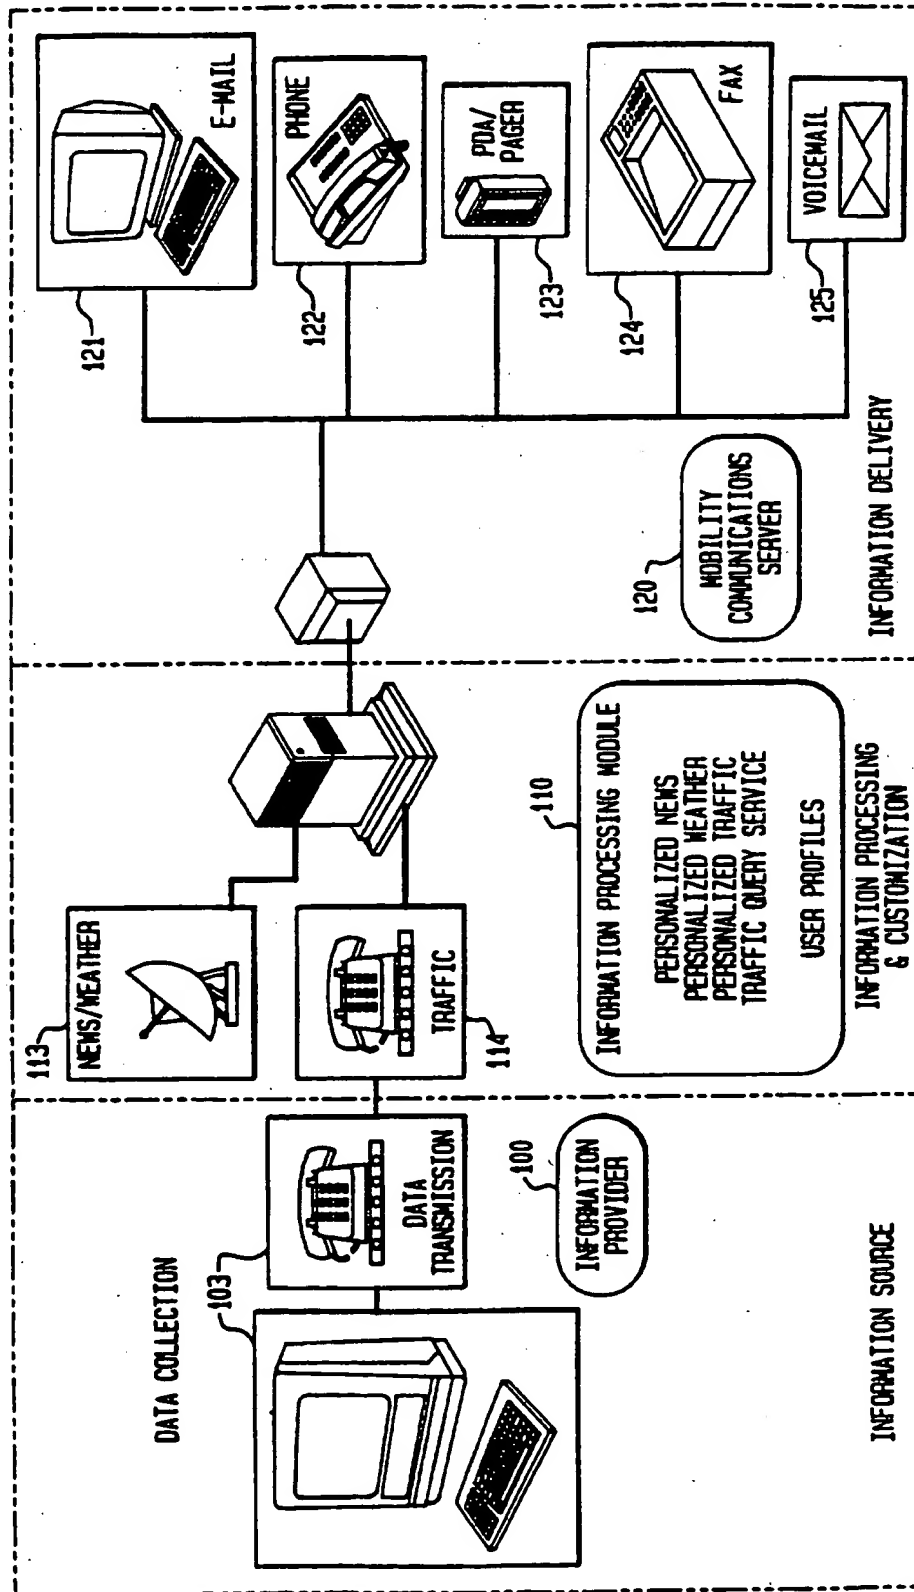 DATA COLLECTION
103
DATA
TRANSMISSION
100
INFORMATION
PROVIDER
INFORMATION SOURCE
113
NEWS/WEATHER
TRAFFIC
114
110
INFORMATION PROCESSING MODULE
PERSONALIZED NEWS
PERSONALIZED WEATHER
PERSONALIZED TRAFFIC
TRAFFIC QUERY SERVICE
USER PROFILES
INFORMATION PROCESSING
& CUSTOMIZATION
121
E-MAIL
122
PHONE
123
PDA/
PAGER
124
FAX
125
VOICEMAIL
120
MOBILITY
COMMUNICATIONS
SERVER
INFORMATION DELIVERY